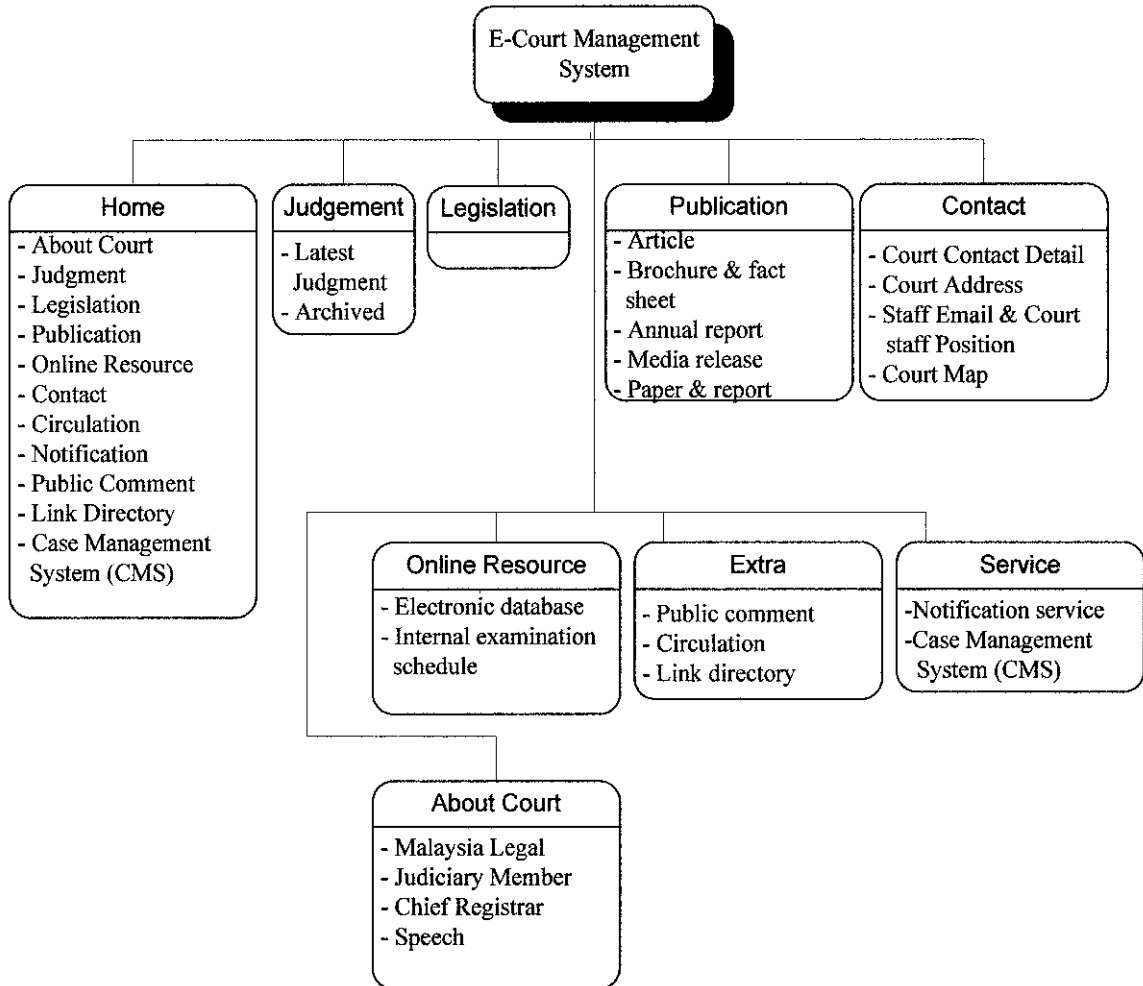 E-Court Management
System
Home
- About Court
- Judgment
- Legislation
- Publication
- Online Resource
- Contact
- Circulation
- Notification
- Public Comment
- Link Directory
- Case Management
System (CMS)
Judgement
- Latest
Judgment
- Archived
Legislation
Publication
- Article
- Brochure & fact
sheet
- Annual report
- Media release
- Paper & report
Contact
- Court Contact Detail
- Court Address
- Staff Email & Court
staff Position
- Court Map
Online Resource
- Electronic database
- Internal examination
schedule
Extra
- Public comment
- Circulation
- Link directory
Service
-Notification service
-Case Management
System (CMS)
About Court
- Malaysia Legal
- Judiciary Member
- Chief Registrar
- Speech